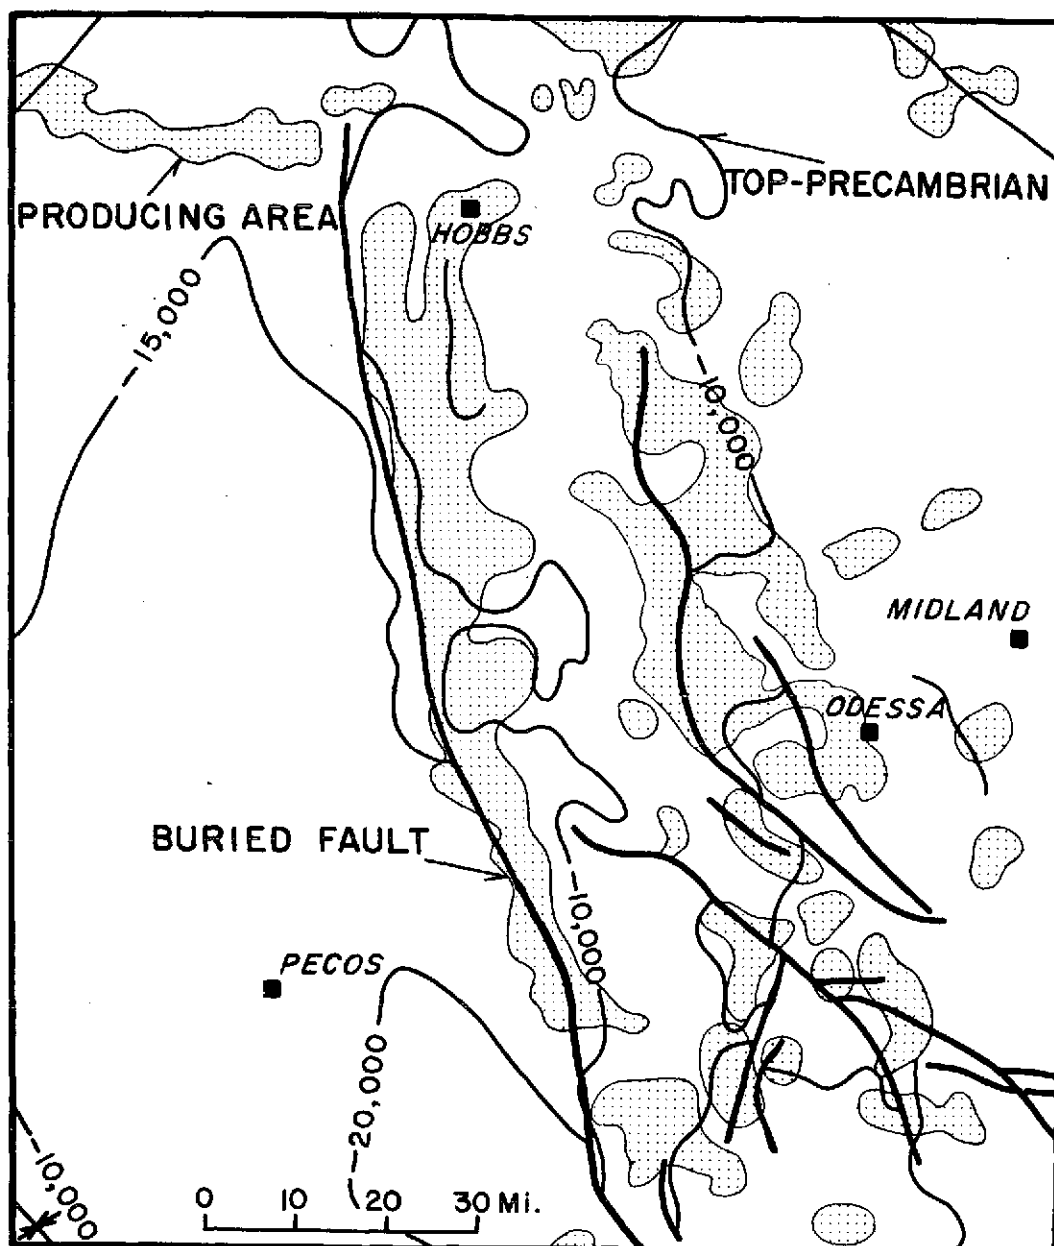 TOP-PRECAMBRIAN
PRODUCING AREA
HOBBS
-15,000
-10,000
MIDLAND
ODESSA
BURIED FAULT
-10,000
PECOS
-20,000
-10,000
0 10 20 30 Mi.